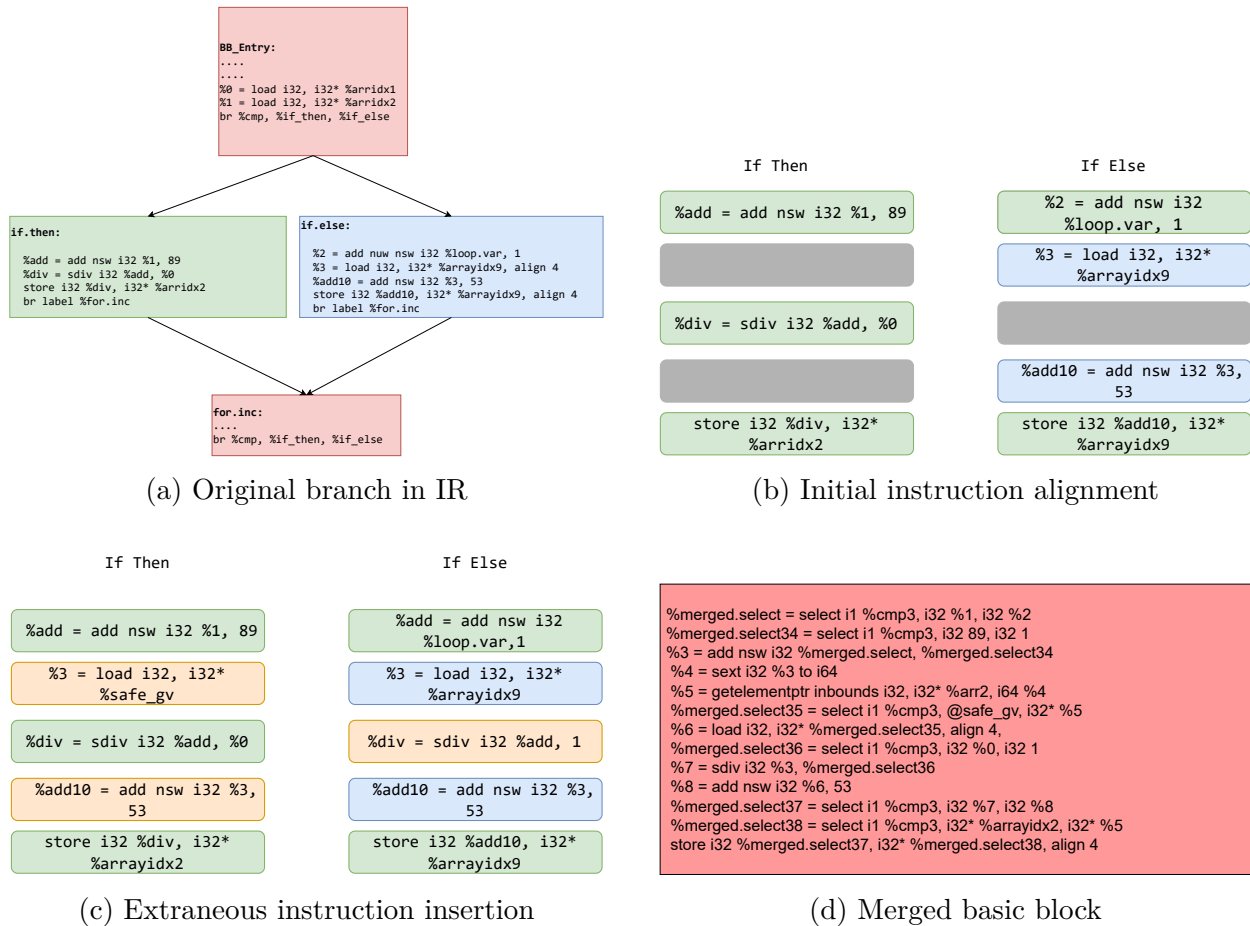 BB_Entry:
....
....
%0 = load i32, i32* %arridx1
%1 = load i32, i32* %arridx2
br %cmp, %if_then, %if_else
if.then:
%add = add nsw i32 %1, 89
%div = sdiv i32 %add, %0
store i32 %div, i32* %arridx2
br label %for.inc
if.else:
%2 = add nuw nsw i32 %loop.var, 1
%3 = load i32, i32* %arrayidx9, align 4
%add10 = add nsw i32 %3, 53
store i32 %add10, i32* %arrayidx9, align 4
br label %for.inc
for.inc:
....
br %cmp, %if_then, %if_else
(a) Original branch in IR
If Then
%add = add nsw i32 %1, 89
%div = sdiv i32 %add, %0
store i32 %div, i32*
%arridx2
If Else
%2 = add nsw i32
%loop.var, 1
%3 = load i32, i32*
%arrayidx9
%add10 = add nsw i32 %3,
53
store i32 %add10, i32*
%arrayidx9
(b) Initial instruction alignment
If Then
%add = add nsw i32 %1, 89
%3 = load i32, i32*
%safe_gv
%div = sdiv i32 %add, %0
%add10 = add nsw i32 %3,
53
store i32 %div, i32*
%arrayidx2
If Else
%add = add nsw i32
%loop.var,1
%3 = load i32, i32*
%arrayidx9
%div = sdiv i32 %add, 1
%add10 = add nsw i32 %3,
53
store i32 %add10, i32*
%arrayidx9
(c) Extraneous instruction insertion
%merged.select = select i1 %cmp3, i32 %1, i32 %2
%merged.select34 = select i1 %cmp3, i32 89, i32 1
%3 = add nsw i32 %merged.select, %merged.select34
%4 = sext i32 %3 to i64
%5 = getelementptr inbounds i32, i32* %arr2, i64 %4
%merged.select35 = select i1 %cmp3, @safe_gv, i32* %5
%6 = load i32, i32* %merged.select35, align 4,
%merged.select36 = select i1 %cmp3, i32 %0, i32 1
%7 = sdiv i32 %3, %merged.select36
%8 = add nsw i32 %6, 53
%merged.select37 = select i1 %cmp3, i32 %7, i32 %8
%merged.select38 = select i1 %cmp3, i32* %arrayidx2, i32* %5
store i32 %merged.select37, i32* %merged.select38, align 4
(d) Merged basic block